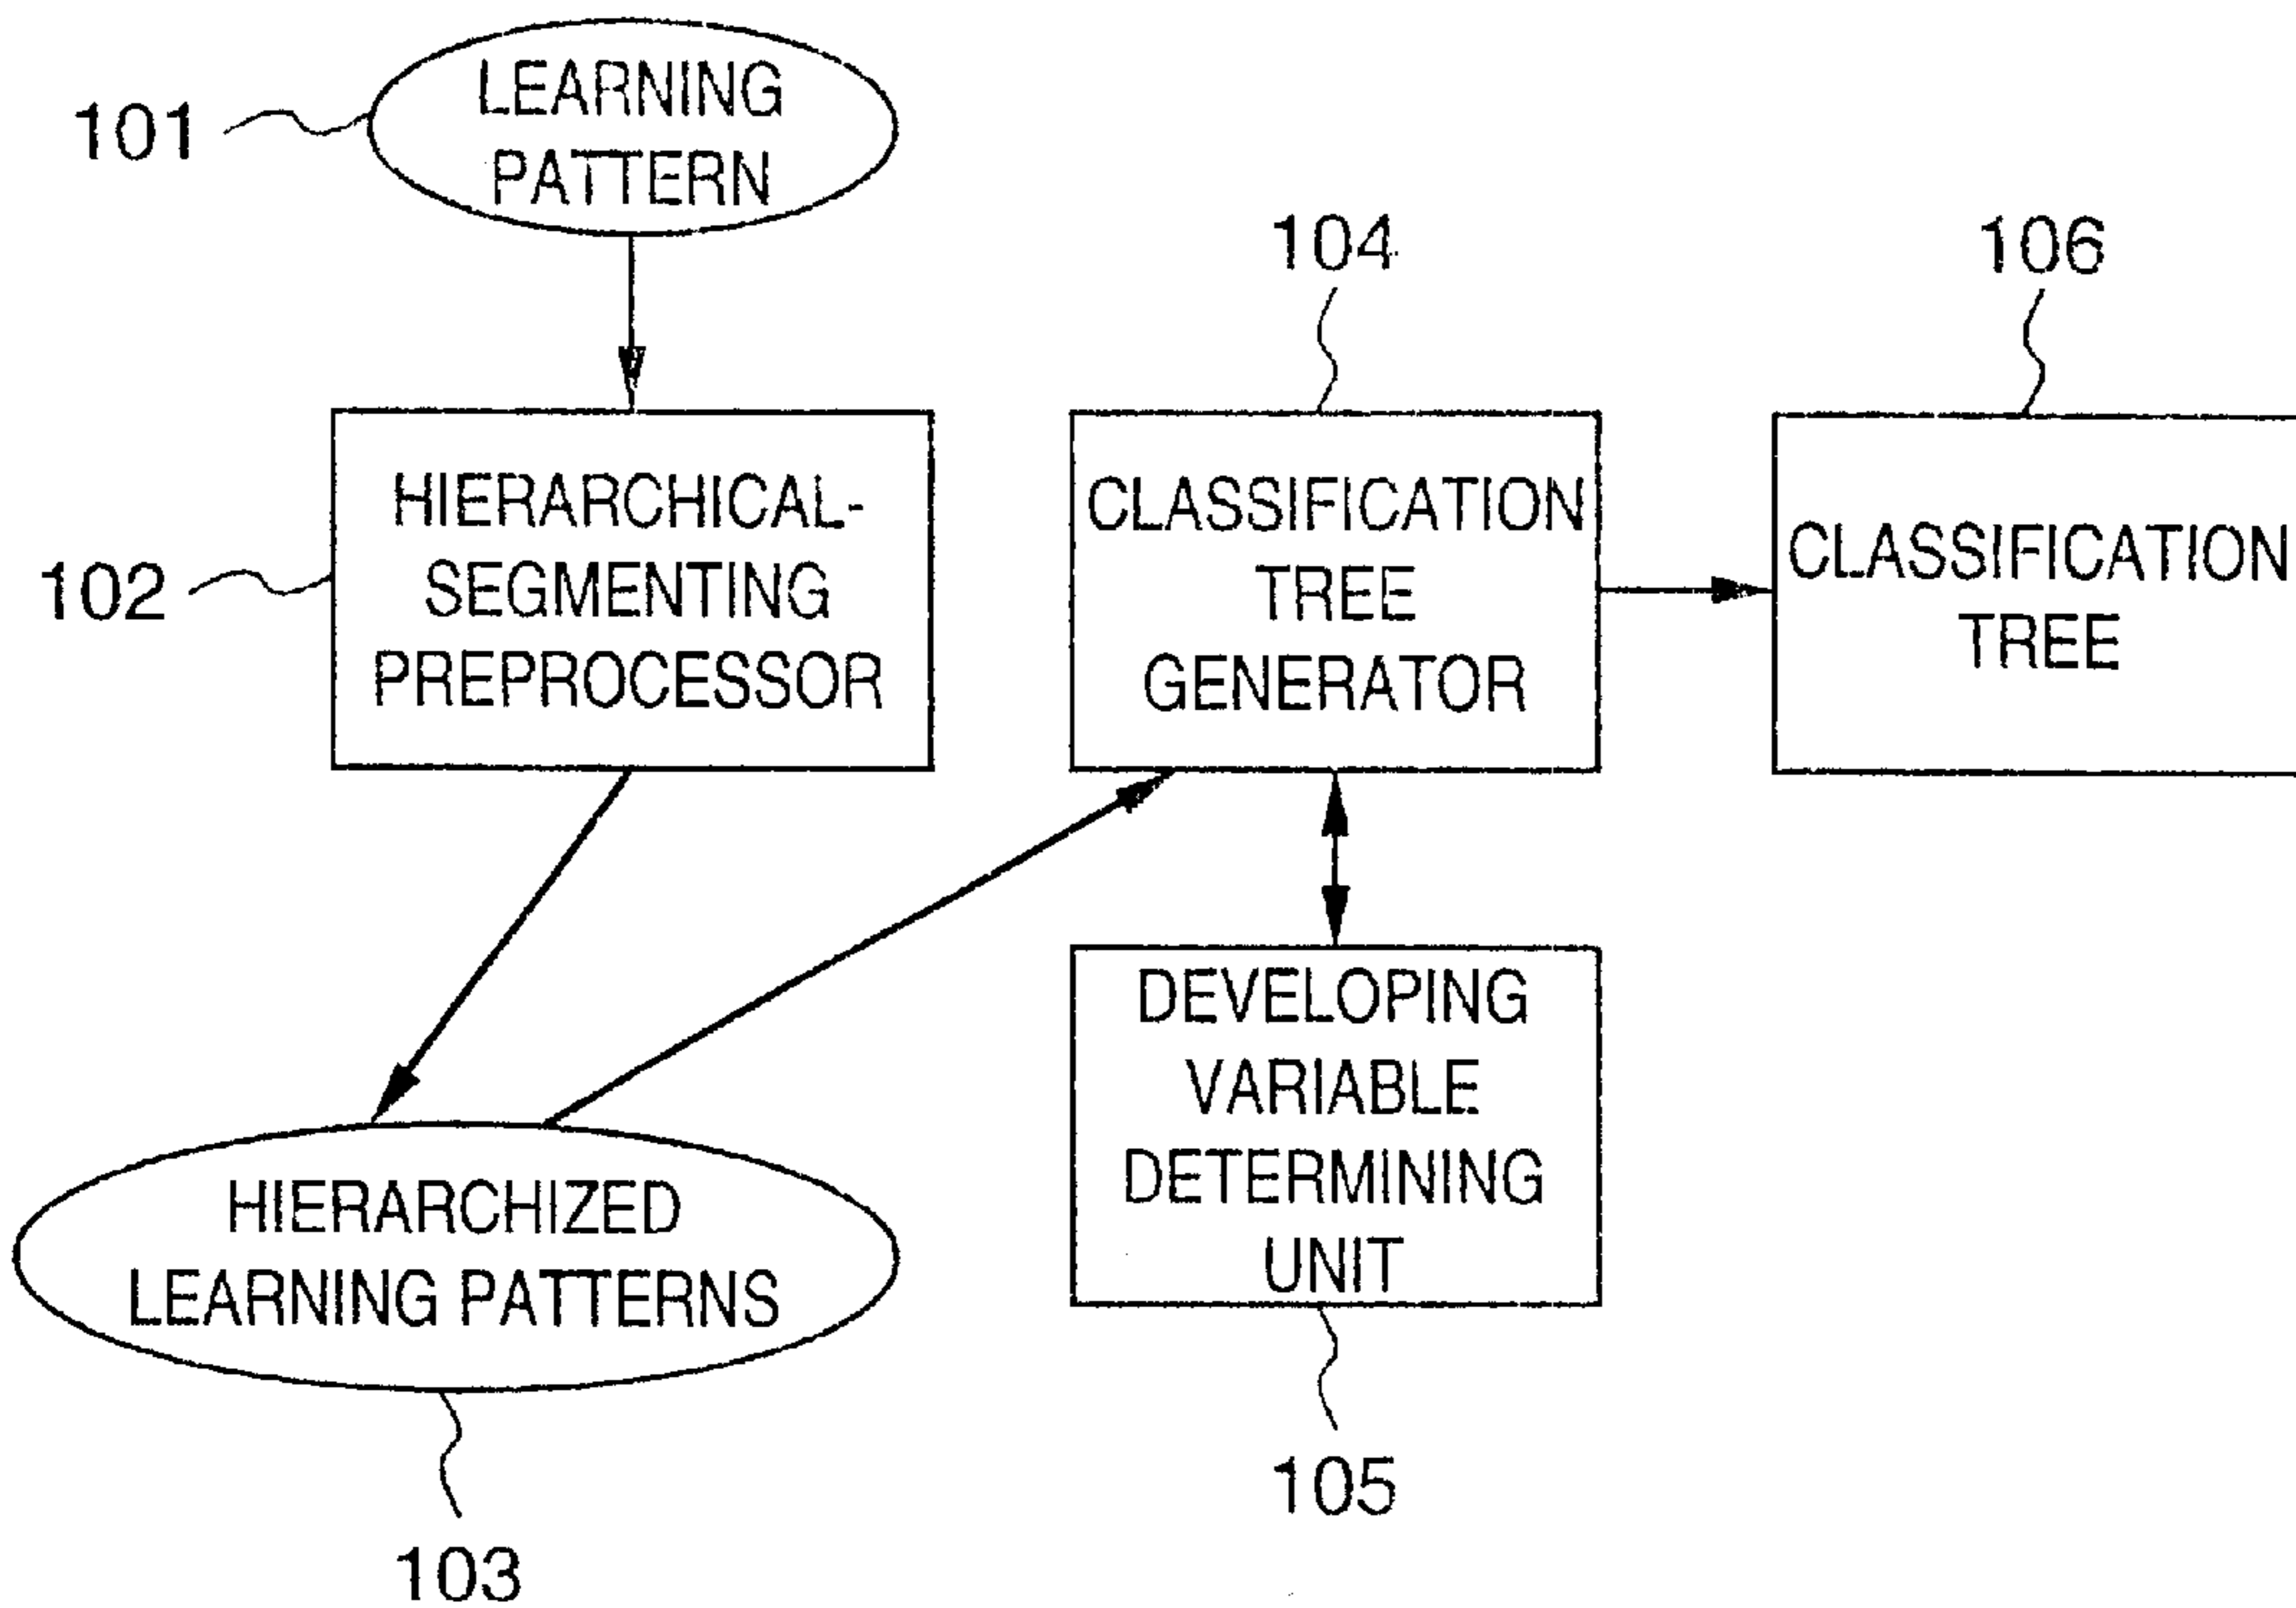 101
LEARNING
PATTERN
102
HIERARCHICAL-
SEGMENTING
PREPROCESSOR
HIERARCHIZED
LEARNING PATTERNS
103
104
CLASSIFICATION
TREE
GENERATOR
DEVELOPING
VARIABLE
DETERMINING
UNIT
105
106
CLASSIFICATION
TREE